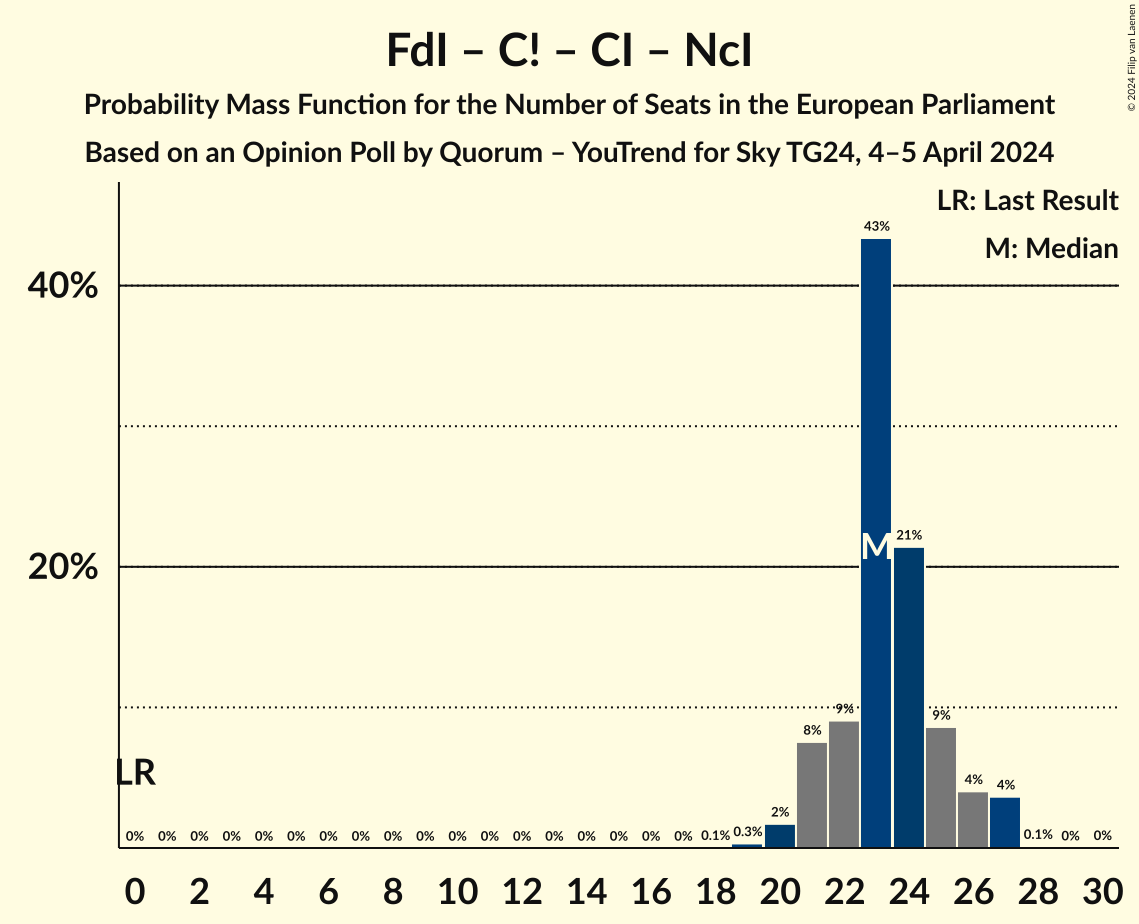 FdI – C! – CI – NcI
Probability Mass Function for the Number of Seats in the European Parliament
Based on an Opinion Poll by Quorum – YouTrend for Sky TG24, 4–5 April 2024
© 2024 Filip van Laenen
LR: Last Result
M: Median
43%
40%
M 21%
20%
9% 9%
8%
LR
4% 4%
2%
0% 0% 0% 0% 0% 0% 0% 0% 0% 0% 0% 0% 0% 0% 0% 0% 0% 0% 0.1% 0.3% 0.1% 0% 0%
0 2 4 6 8 10 12 14 16 18 20 22 24 26 28 30